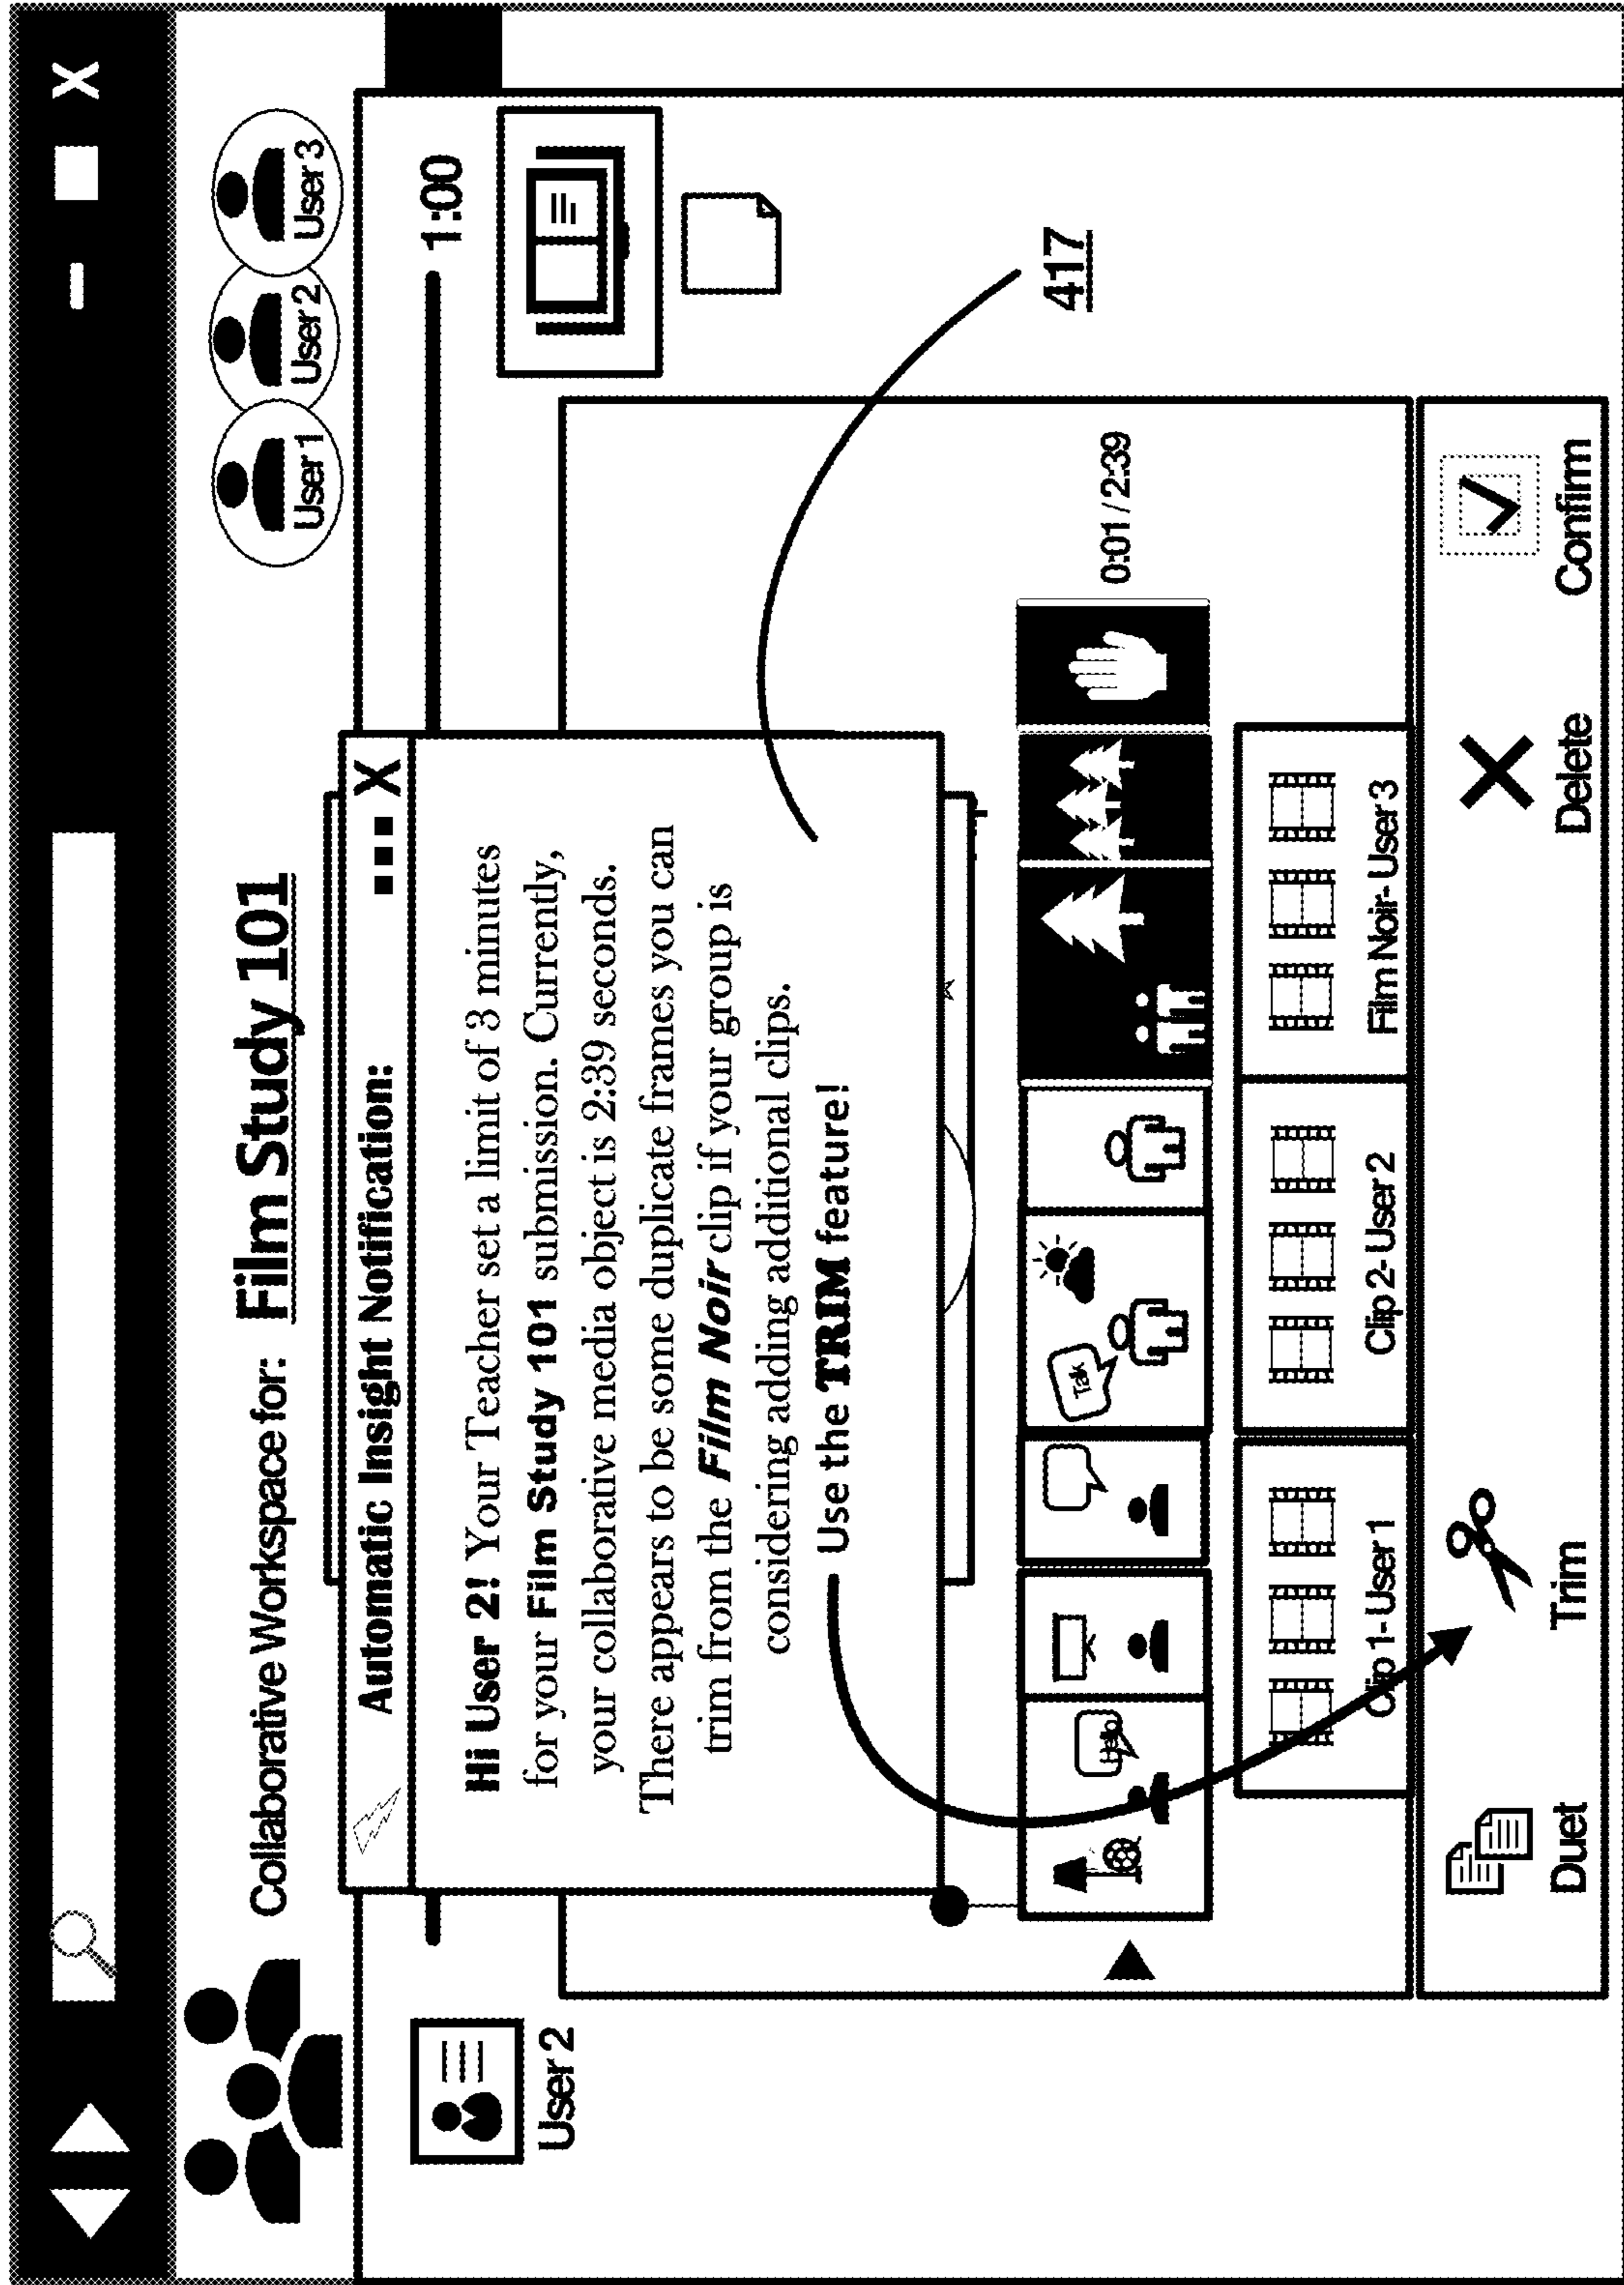 X
Collaborative Workspace for: Film Study 101
User 1
User 2
User 3
User 2
1:00
Automatic Insight Notification:
X
Hi User 2! Your Teacher set a limit of 3 minutes
for your Film Study 101 submission. Currently,
your collaborative media object is 2:39 seconds.
There appears to be some duplicate frames you can
trim from the Film Noir clip if your group is
considering adding additional clips.
Use the TRIM feature!
417
Hello
Talk
0:01 / 2:39
Clip 1- User 1
Clip 2- User 2
Film Noir- User 3
Duet
Trim
Delete
Confirm